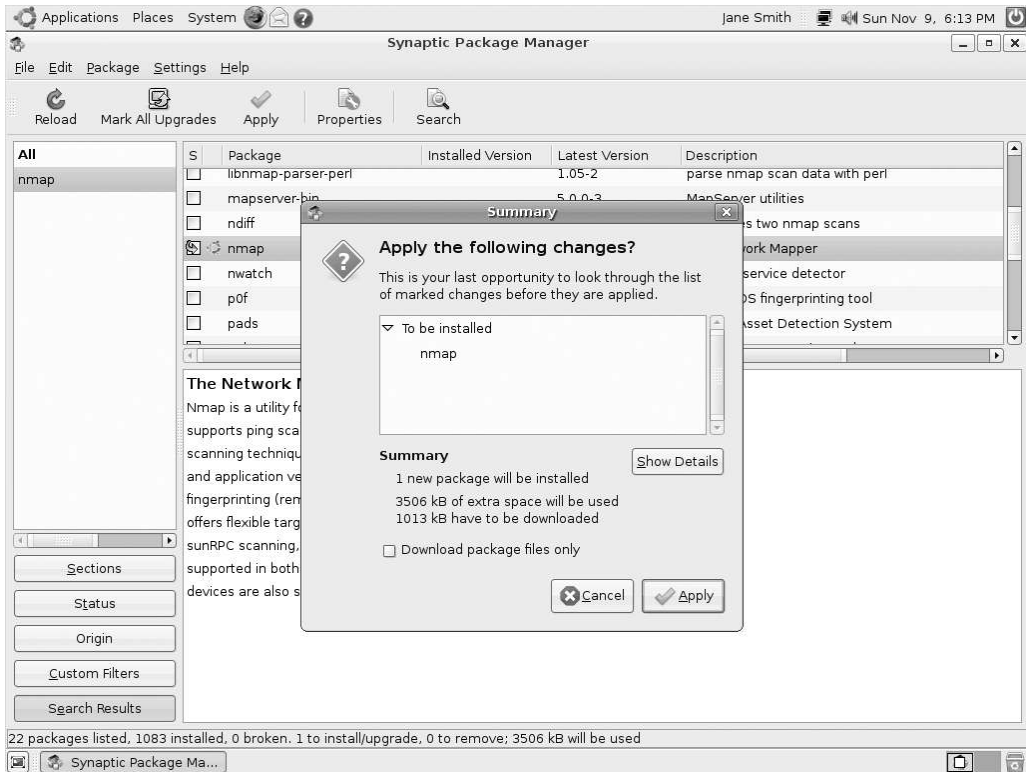 Applications Places System Jane Smith Sun Nov 9, 6:13 PM
Synaptic Package Manager
File Edit Package Settings Help
Reload Mark All Upgrades Apply Properties Search
All
nmap
S Package Installed Version Latest Version Description
libnmap-parser-perl 1.05-2 parse nmap scan data with perl
mapserver-bin 5.0.0-3 MapServer utilities
ndiff es two nmap scans
nmap ork Mapper
nwatch service detector
p0f OS fingerprinting tool
pads Asset Detection System
The Network M
Nmap is a utility fo
supports ping sca
scanning techniqu
and application ve
fingerprinting (rem
offers flexible targ
sunRPC scanning,
supported in both
devices are also s
Summary
Apply the following changes?
This is your last opportunity to look through the list
of marked changes before they are applied.
To be installed
nmap
Summary
Show Details
1 new package will be installed
3506 kB of extra space will be used
1013 kB have to be downloaded
Download package files only
Cancel Apply
Sections
Status
Origin
Custom Filters
Search Results
22 packages listed, 1083 installed, 0 broken. 1 to install/upgrade, 0 to remove; 3506 kB will be used
Synaptic Package Ma...